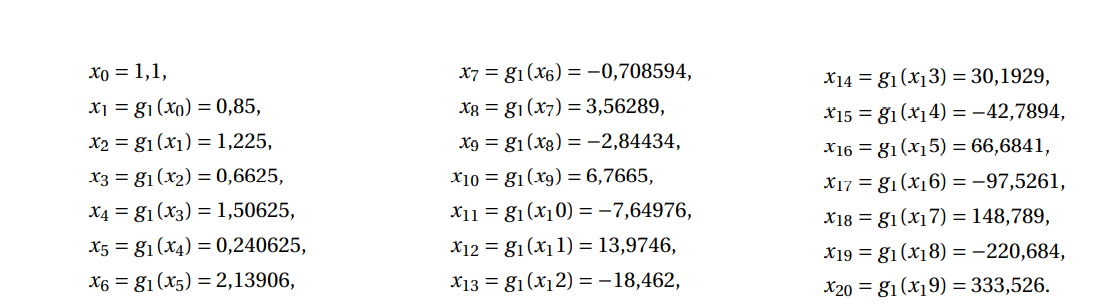 x₀ = 1,1,
x₁ = g₁(x₀) = 0,85,
x₂ = g₁(x₁) = 1,225,
x₃ = g₁(x₂) = 0,6625,
x₄ = g₁(x₃) = 1,50625,
x₅ = g₁(x₄) = 0,240625,
x₆ = g₁(x₅) = 2,13906,
x₇ = g₁(x₆) = −0,708594,
x₈ = g₁(x₇) = 3,56289,
x₉ = g₁(x₈) = −2,84434,
x₁₀ = g₁(x₉) = 6,7665,
x₁₁ = g₁(x₁0) = −7,64976,
x₁₂ = g₁(x₁1) = 13,9746,
x₁₃ = g₁(x₁2) = −18,462,
x₁₄ = g₁(x₁3) = 30,1929,
x₁₅ = g₁(x₁4) = −42,7894,
x₁₆ = g₁(x₁5) = 66,6841,
x₁₇ = g₁(x₁6) = −97,5261,
x₁₈ = g₁(x₁7) = 148,789,
x₁₉ = g₁(x₁8) = −220,684,
x₂₀ = g₁(x₁9) = 333,526.